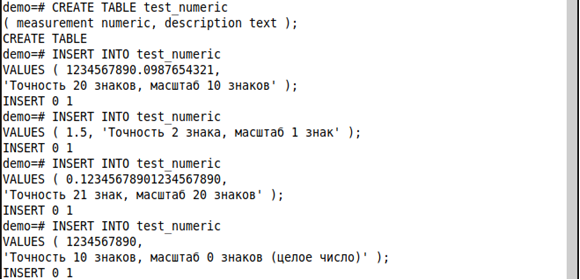 demo=# CREATE TABLE test_numeric
( measurement numeric, description text );
CREATE TABLE
demo=# INSERT INTO test_numeric
VALUES ( 1234567890.0987654321,
'Точность 20 знаков, масштаб 10 знаков' );
INSERT 0 1
demo=# INSERT INTO test_numeric
VALUES ( 1.5, 'Точность 2 знака, масштаб 1 знак' );
INSERT 0 1
demo=# INSERT INTO test_numeric
VALUES ( 0.12345678901234567890,
'Точность 21 знак, масштаб 20 знаков' );
INSERT 0 1
demo=# INSERT INTO test_numeric
VALUES ( 1234567890,
'Точность 10 знаков, масштаб 0 знаков (целое число)' );
INSERT 0 1